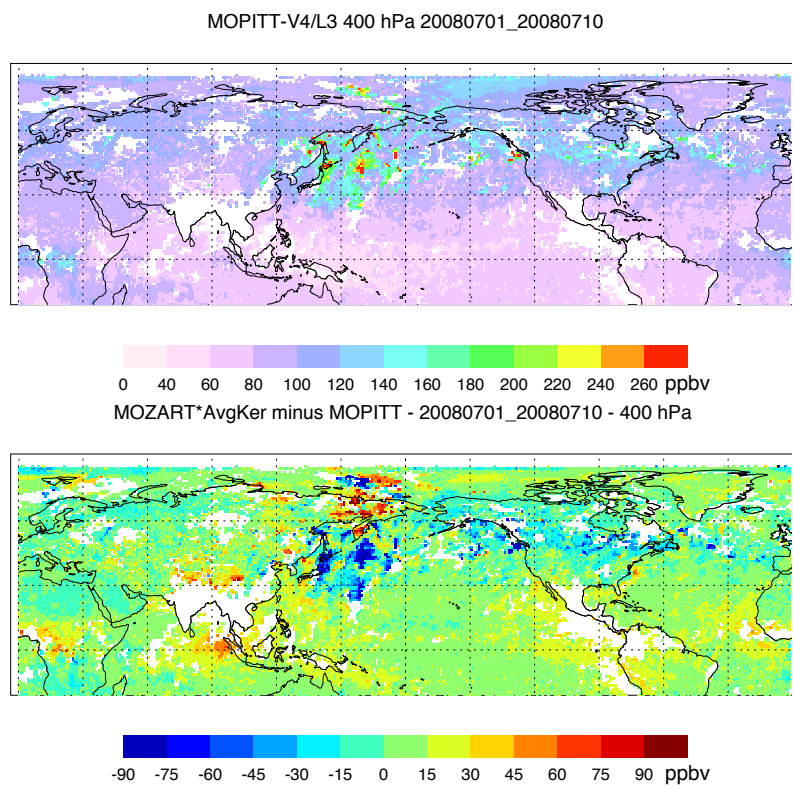 MOPITT-V4/L3 400 hPa 20080701_20080710
0 40 60 80 100 120 140 160 180 200 220 240 260 ppbv
MOZART*AvgKer minus MOPITT - 20080701_20080710 - 400 hPa
-90 -75 -60 -45 -30 -15 0 15 30 45 60 75 90 ppbv